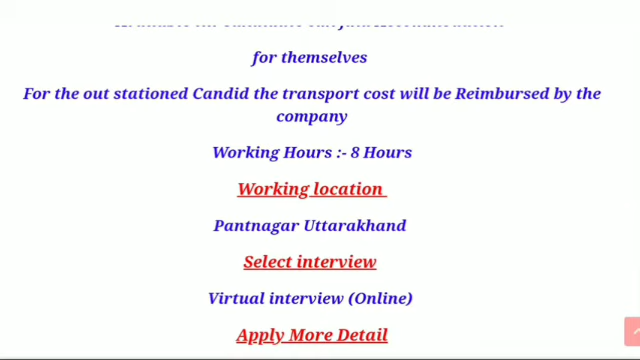 for themselves
For the out stationed Candid the transport cost will be Reimbursed by the
company
Working Hours :- 8 Hours
Working location
Pantnagar Uttarakhand
Select interview
Virtual interview (Online)
Apply More Detail